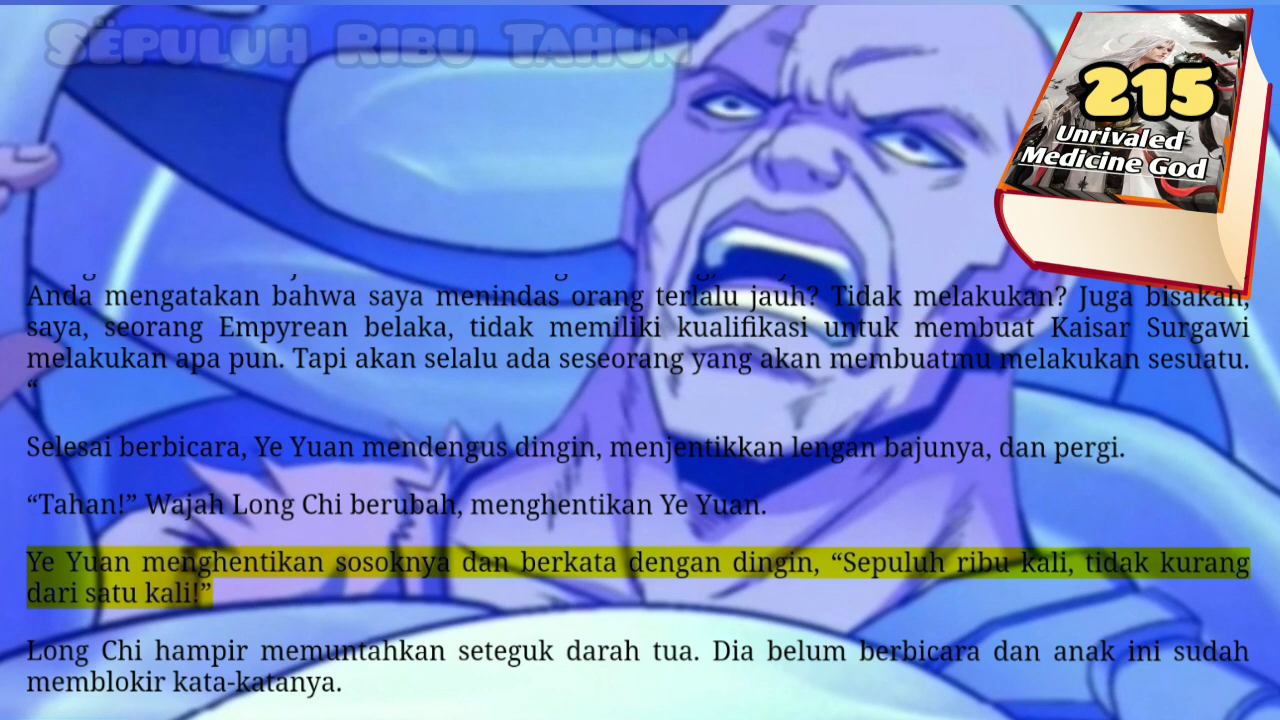 Sepuluh Ribu Tahun
215
Unrivaled
Medicine God
Anda mengatakan bahwa saya menindas orang terlalu jauh? Tidak melakukan? Juga bisakah,
saya, seorang Empyrean belaka, tidak memiliki kualifikasi untuk membuat Kaisar Surgawi
melakukan apa pun. Tapi akan selalu ada seseorang yang akan membuatmu melakukan sesuatu.
“
Selesai berbicara, Ye Yuan mendengus dingin, menjentikkan lengan bajunya, dan pergi.
“Tahan!” Wajah Long Chi berubah, menghentikan Ye Yuan.
Ye Yuan menghentikan sosoknya dan berkata dengan dingin, “Sepuluh ribu kali, tidak kurang
dari satu kali!”
Long Chi hampir memuntahkan seteguk darah tua. Dia belum berbicara dan anak ini sudah
memblokir kata-katanya.